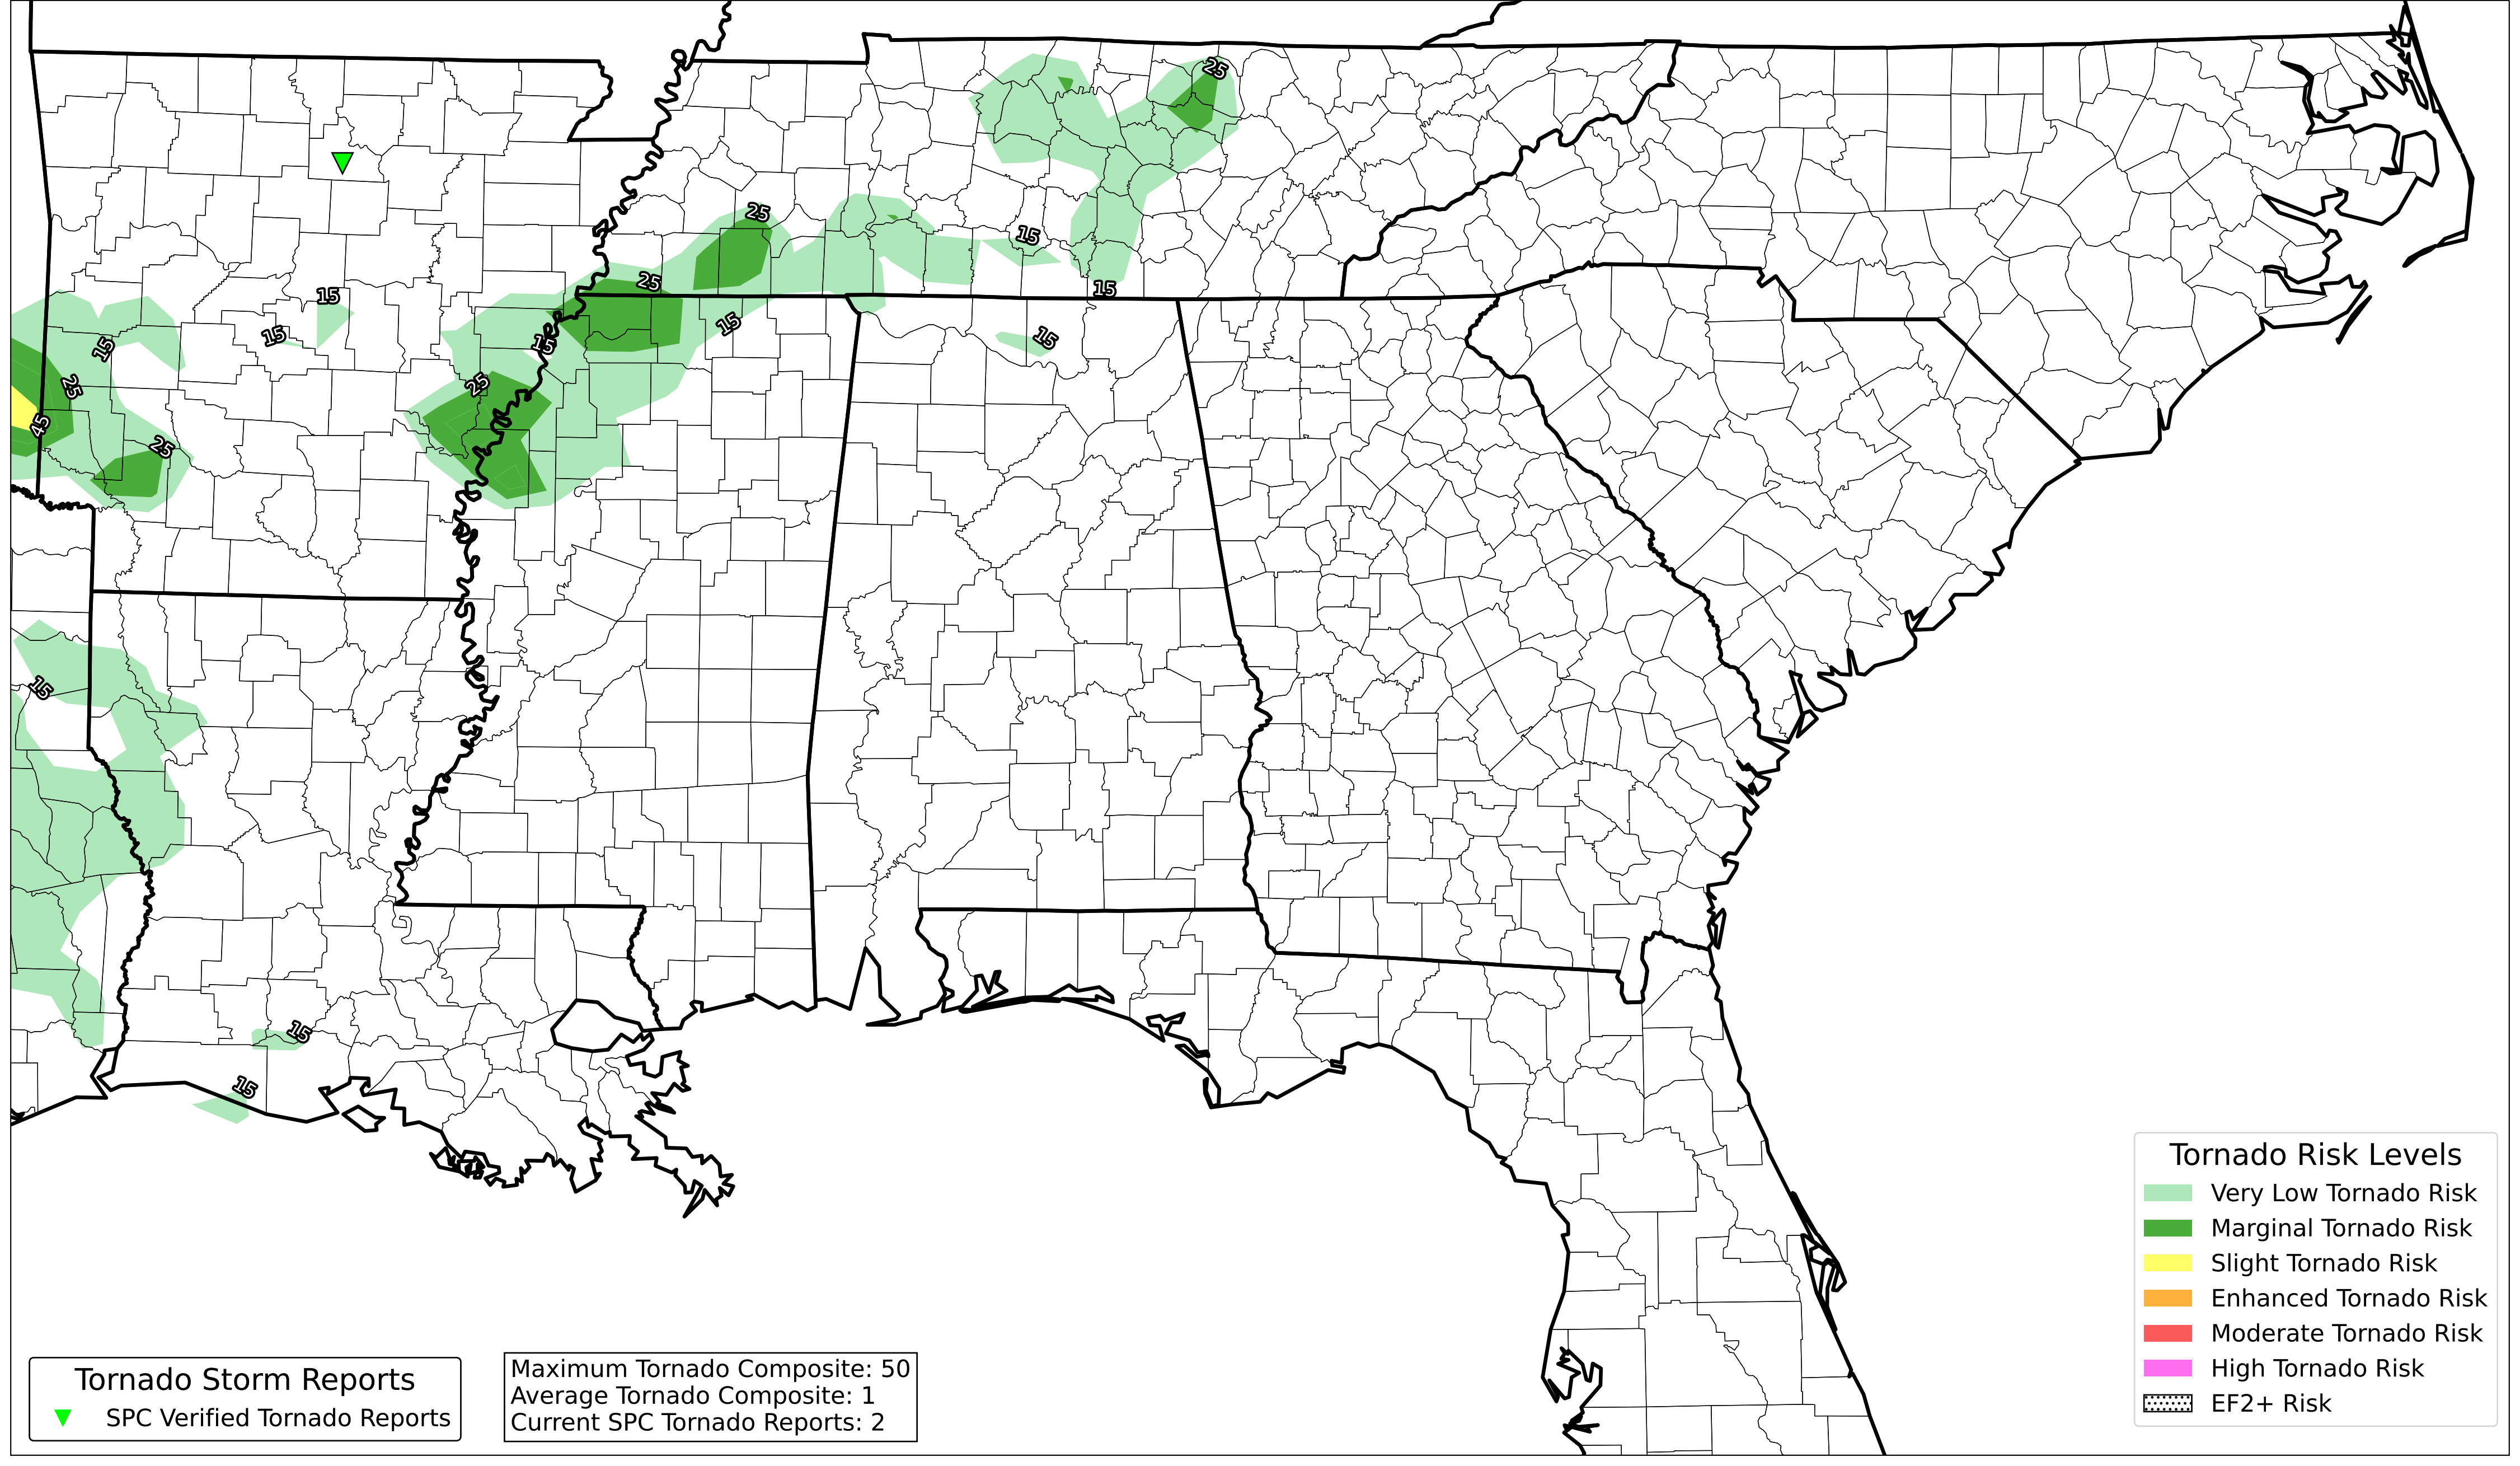 25
25
15
25
15
15
15
15
15
15
15
25
25
25
45
15
15
15
Tornado Risk Levels
Very Low Tornado Risk
Marginal Tornado Risk
Slight Tornado Risk
Enhanced Tornado Risk
Moderate Tornado Risk
High Tornado Risk
EF2+ Risk
Tornado Storm Reports
SPC Verified Tornado Reports
Maximum Tornado Composite: 50
Average Tornado Composite: 1
Current SPC Tornado Reports: 2